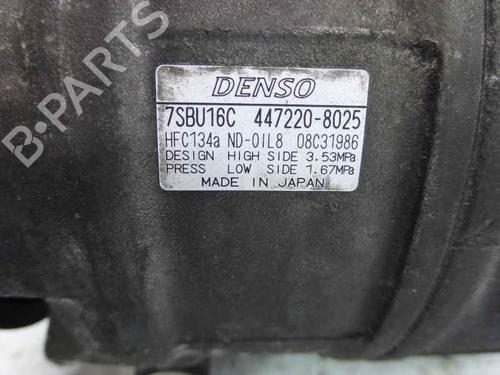 B-PARTS
DENSO
7SBU16C 447220-8025
HFC134a ND-OIL8 08C31986
DESIGN HIGH SIDE 3.53MPa
PRESS LOW SIDE 1.67MPa
MADE IN JAPAN